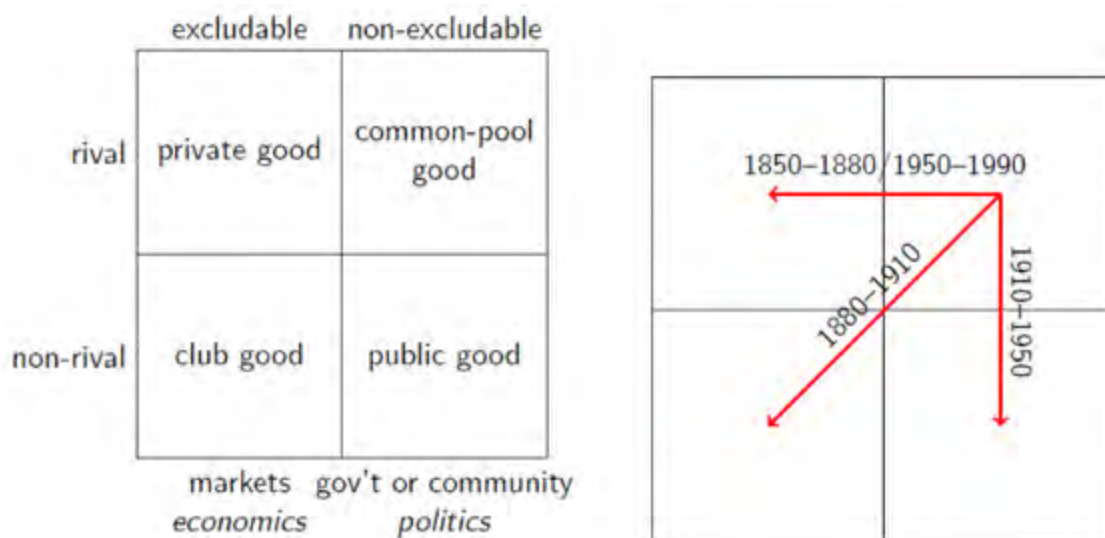 excludable non-excludable
rival
private good
common-pool
good
non-rival
club good
public good
markets gov't or community
economics politics
1850–1880/1950–1990
1880–1910
1910–1950